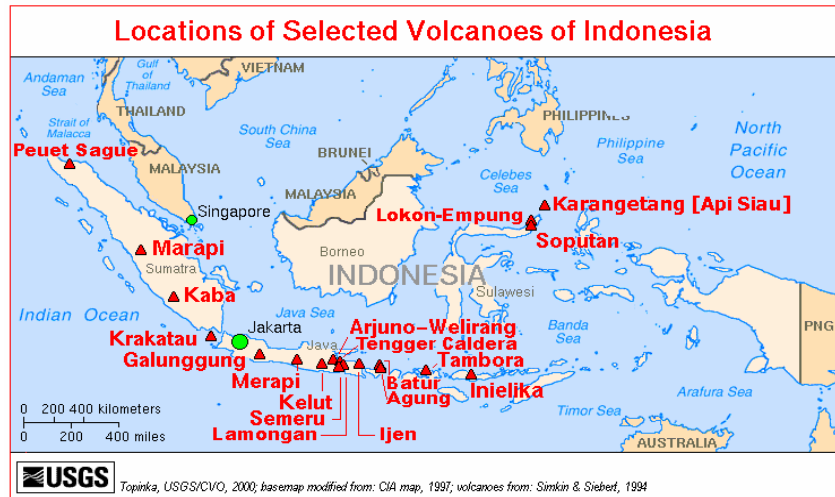 Locations of Selected Volcanoes of Indonesia
Andaman
Sea
Gulf
of
Thailand
VIETNAM
THAILAND
Strait of
Malacca
South China
Sea
PHILIPPINES
Philippine
Sea
North
Pacific
Ocean
Peuet Sague
MALAYSIA
BRUNEI
MALAYSIA
Celebes
Sea
Singapore
Karangetang [Api Siau]
Lokon-Empung
Soputan
Marapi
Sumatra
Borneo
INDONESIA
Sulawesi
Kaba
Indian Ocean
Java Sea
Banda
Sea
PNG
Krakatau
Jakarta
Java
Arjuno-Welirang
Tengger Caldera
Galunggung
Tambora
Merapi
Batur
Agung
Inielika
Kelut
Semeru
Lamongan
Ijen
Timor Sea
Arafura Sea
AUSTRALIA
0 200 400 kilometers
0 200 400 miles
USGS
Topinka, USGS/CVO, 2000; basemap modified from: CIA map, 1997; volcanoes from: Simkin & Siebert, 1994